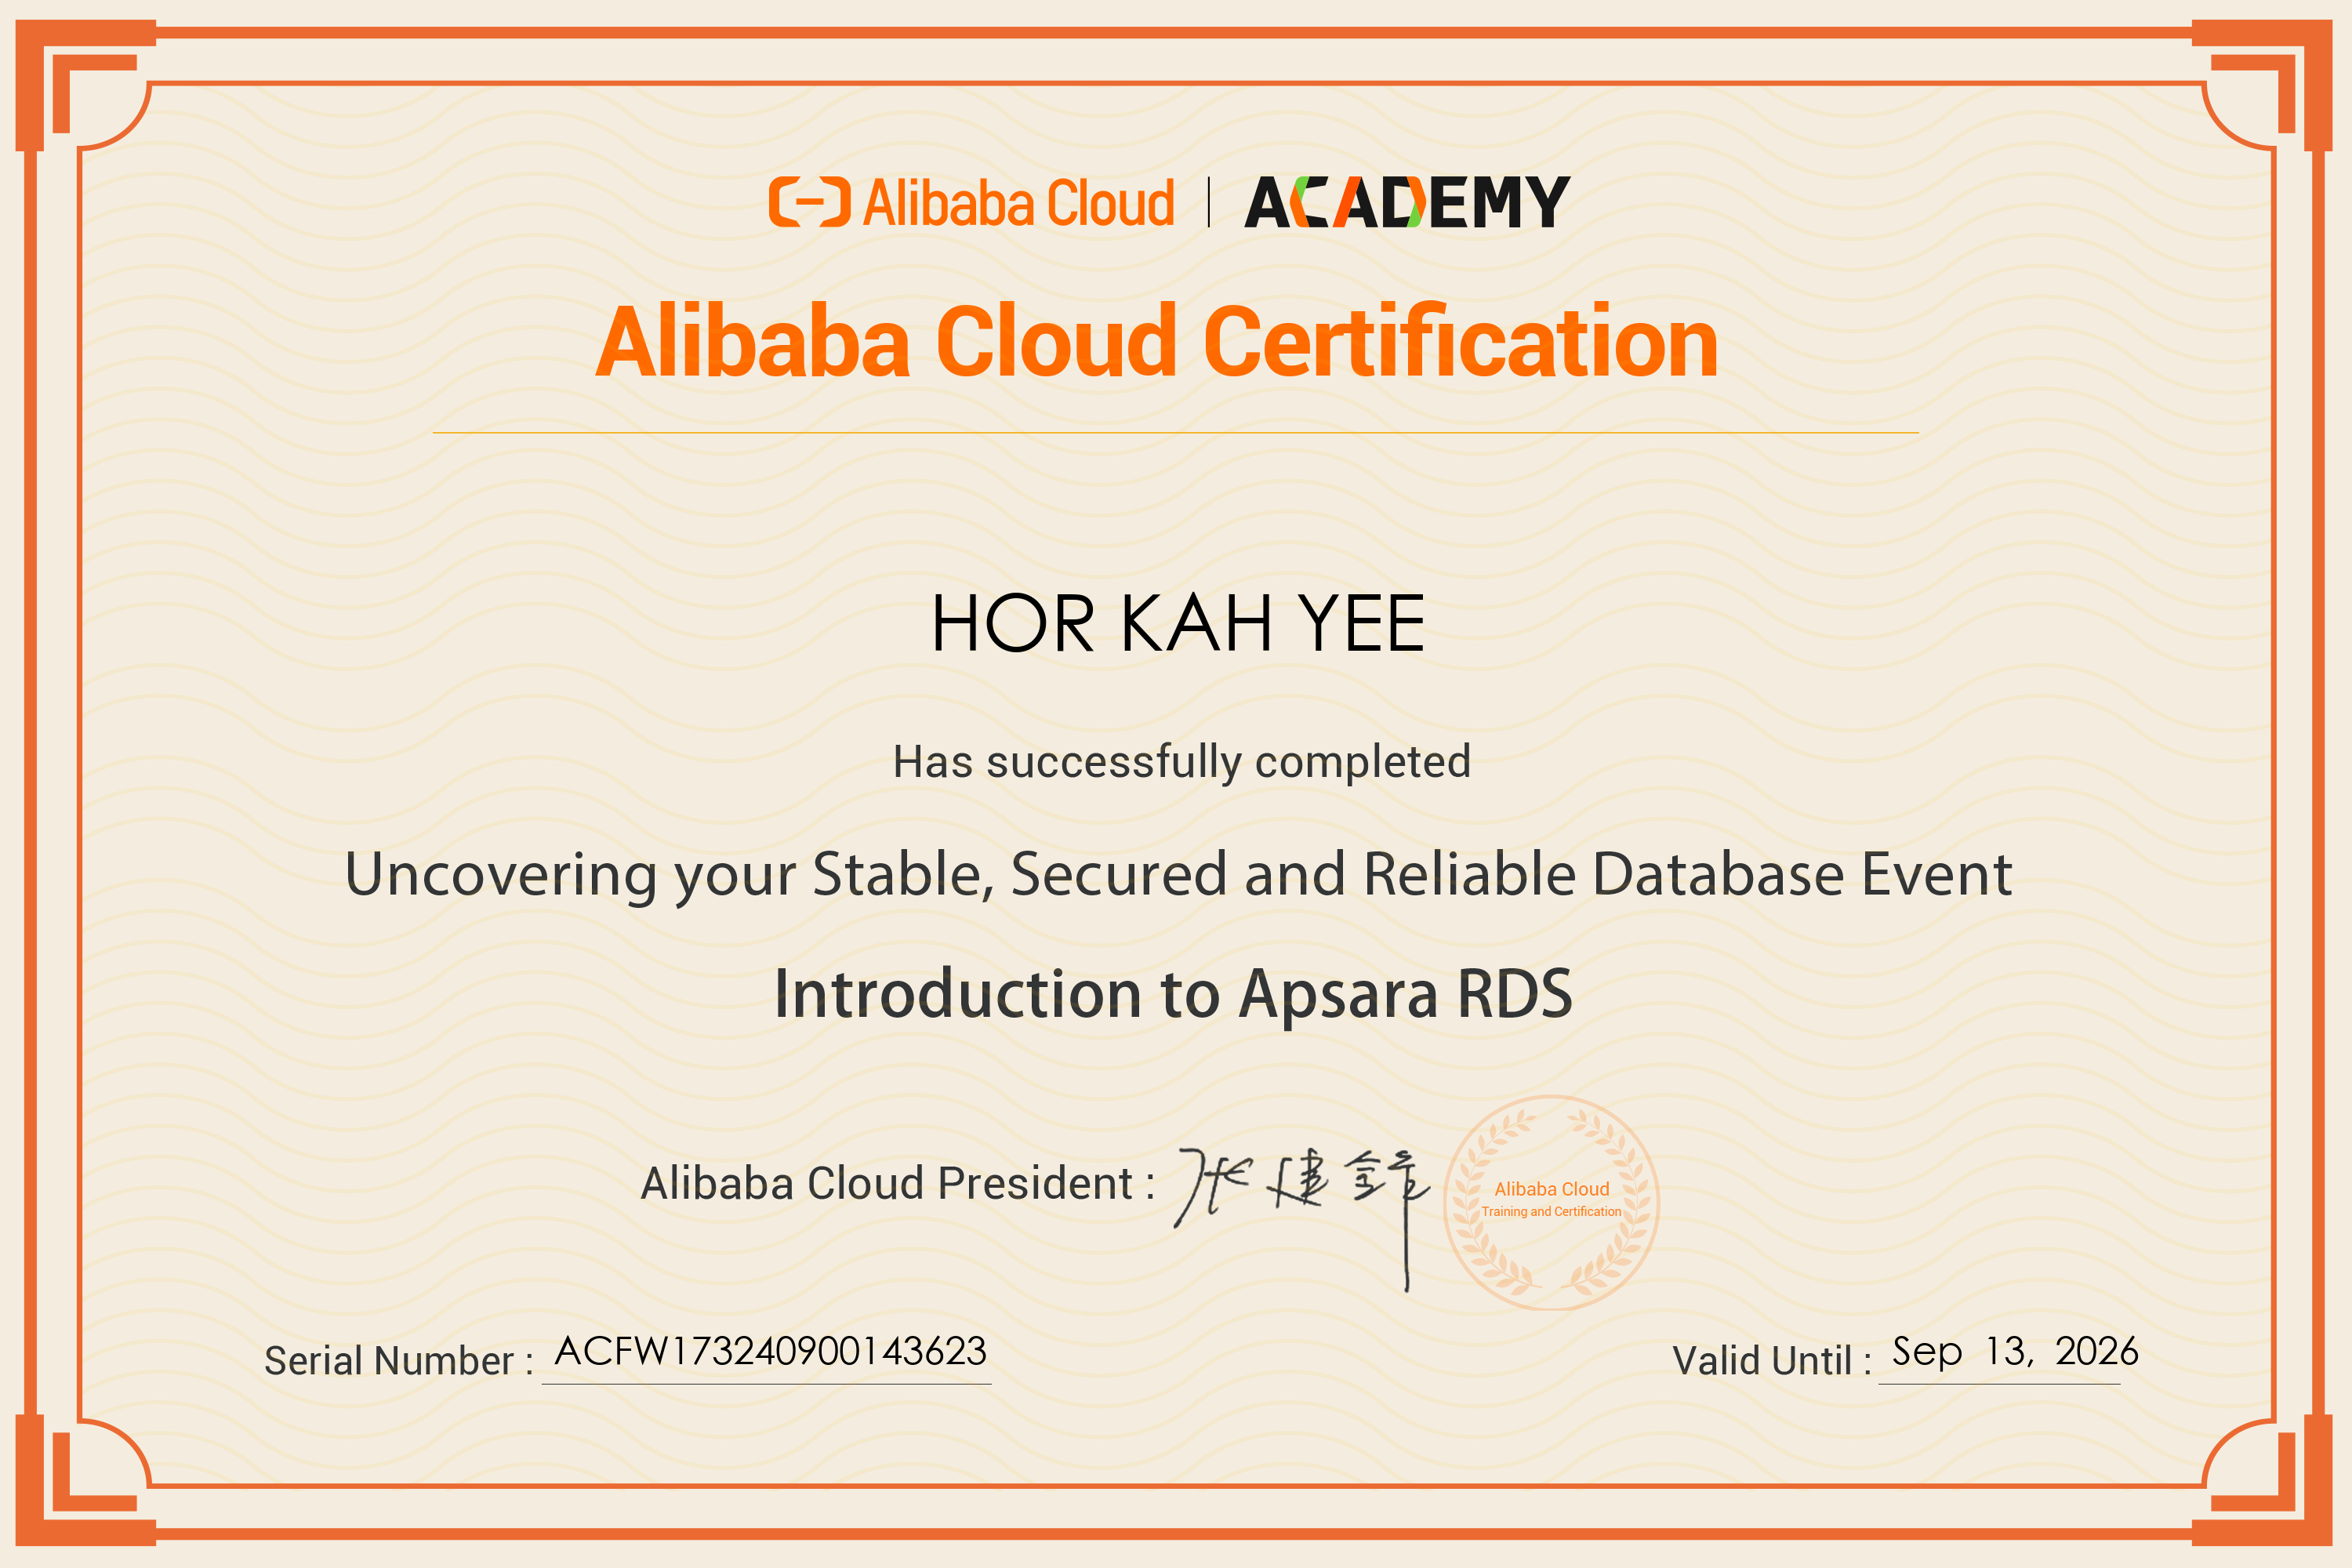 Alibaba Cloud | ACADEMY
Alibaba Cloud Certification
HOR KAH YEE
Has successfully completed
Uncovering your Stable, Secured and Reliable Database Event
Introduction to Apsara RDS
Alibaba Cloud President : 张建锋
Alibaba Cloud
Training and Certification
Serial Number : ACFW173240900143623
Valid Until : Sep 13, 2026